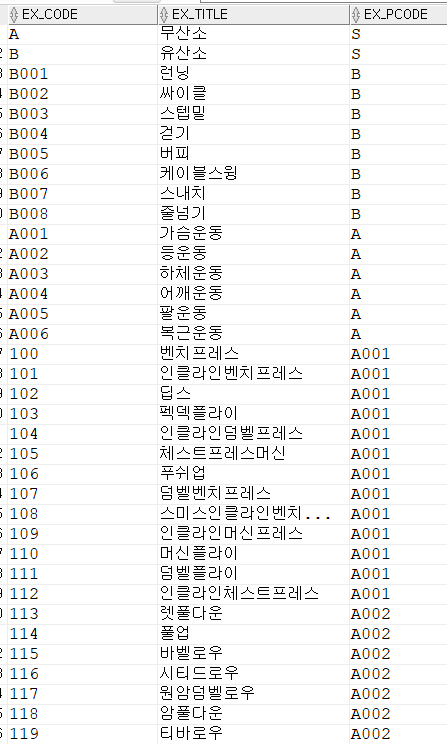 EX_CODE EX_TITLE EX_PCODE
A 무산소 S
B 유산소 S
B001 런닝 B
B002 싸이클 B
B003 스텝밀 B
B004 걷기 B
B005 버피 B
B006 케이블스윙 B
B007 스내치 B
B008 줄넘기 B
A001 가슴운동 A
A002 등운동 A
A003 하체운동 A
A004 어깨운동 A
A005 팔운동 A
A006 복근운동 A
100 벤치프레스 A001
101 인클라인벤치프레스 A001
102 딥스 A001
103 펙덱플라이 A001
104 인클라인덤벨프레스 A001
105 체스트프레스머신 A001
106 푸쉬업 A001
107 덤벨벤치프레스 A001
108 스미스인클라인벤치... A001
109 인클라인머신프레스 A001
110 머신플라이 A001
111 덤벨플라이 A001
112 인클라인체스트프레스 A001
113 렛풀다운 A002
114 풀업 A002
115 바벨로우 A002
116 시티드로우 A002
117 원암덤벨로우 A002
118 암풀다운 A002
119 티바로우 A002